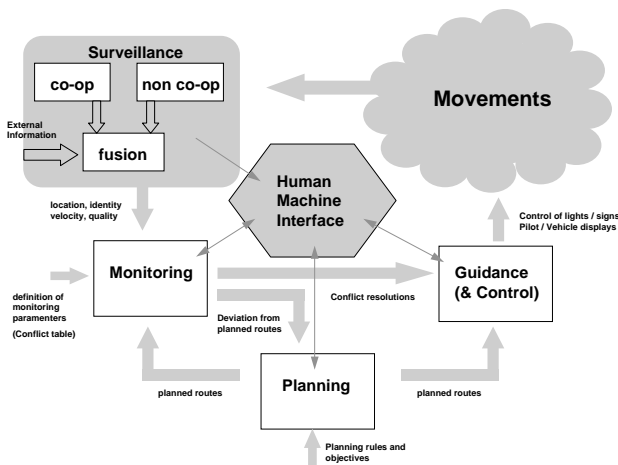 Surveillance
co-op
non co-op
External
Information
fusion
Movements
Human
Machine
Interface
location, identity
velocity, quality
Control of lights / signs
Pilot / Vehicle displays
Monitoring
Guidance
(& Control)
definition of
monitoring
paramenters
(Conflict table)
Conflict resolutions
Deviation from
planned routes
Planning
planned routes
planned routes
Planning rules and
objectives